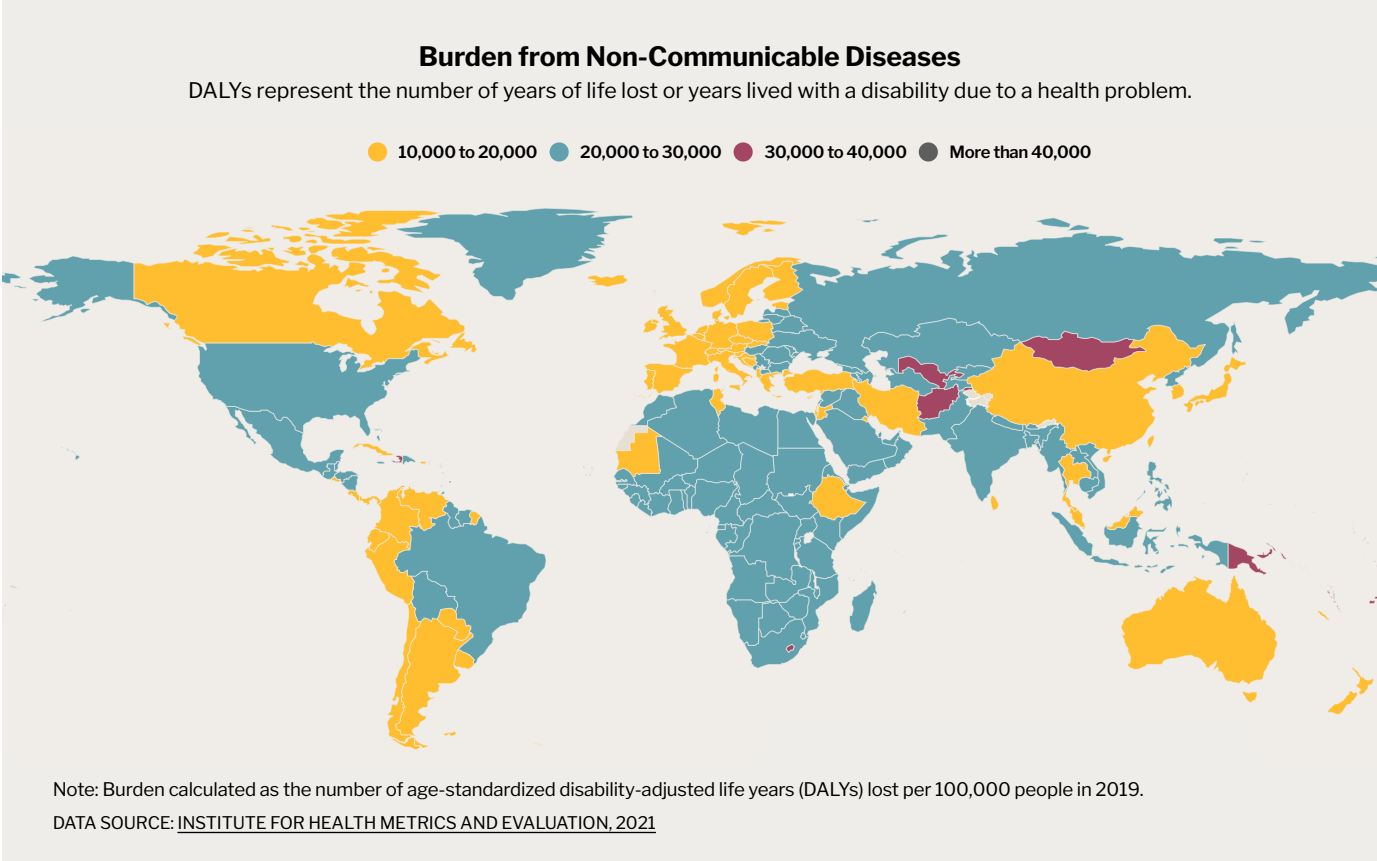 Burden from Non-Communicable Diseases
DALYs represent the number of years of life lost or years lived with a disability due to a health problem.
10,000 to 20,000 20,000 to 30,000 30,000 to 40,000 More than 40,000
Note: Burden calculated as the number of age-standardized disability-adjusted life years (DALYs) lost per 100,000 people in 2019.
DATA SOURCE: INSTITUTE FOR HEALTH METRICS AND EVALUATION, 2021